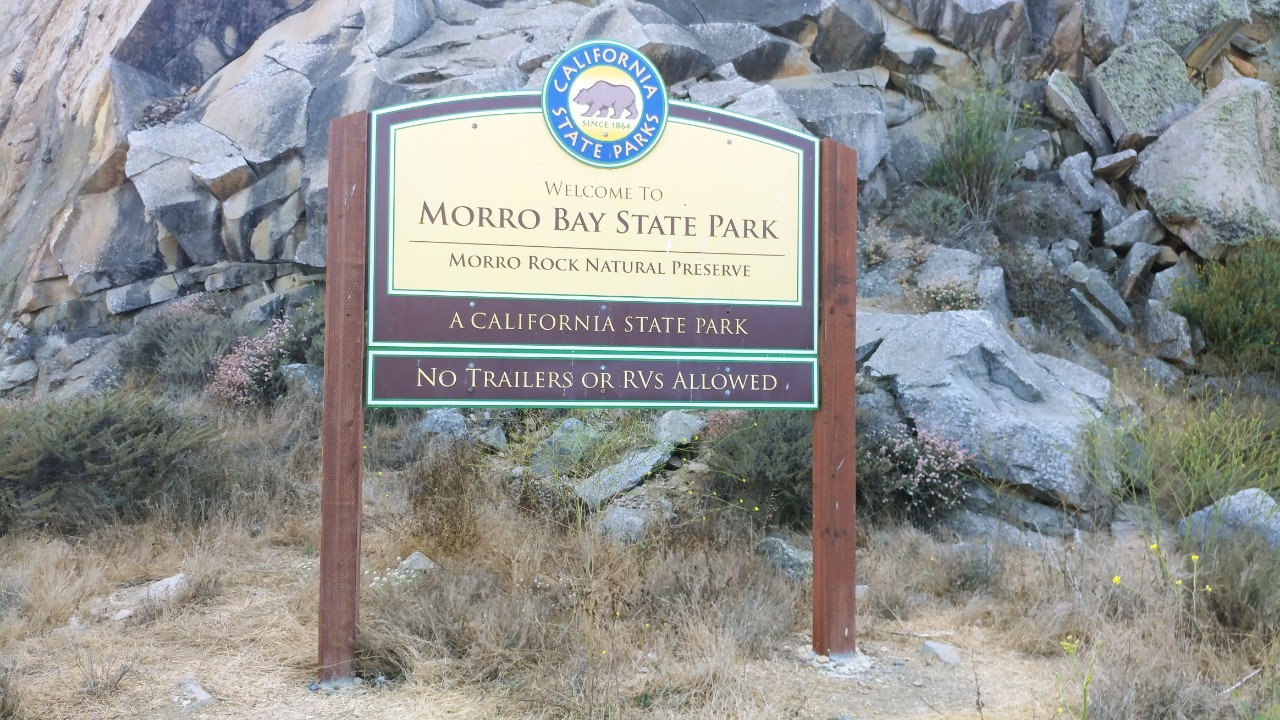 CALIFORNIA
SINCE 1864
STATE PARKS
WELCOME TO
MORRO BAY STATE PARK
MORRO ROCK NATURAL PRESERVE
A CALIFORNIA STATE PARK
NO TRAILERS OR RVS ALLOWED